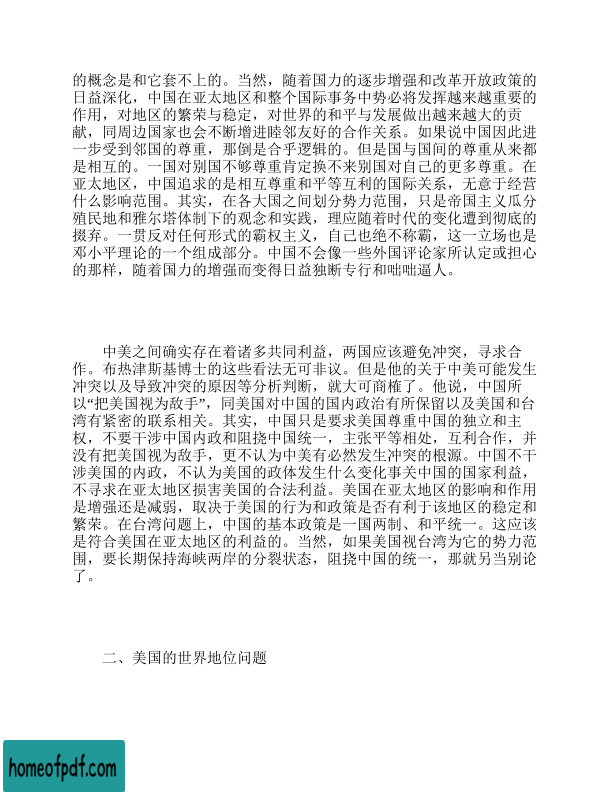 的概念是和它套不上的。当然，随着国力的逐步增强和改革开放政策的
日益深化，中国在亚太地区和整个国际事务中势必将发挥越来越重要的
作用，对地区的繁荣与稳定，对世界的和平与发展做出越来越大的贡
献，同周边国家也会不断增进睦邻友好的合作关系。如果说中国因此进
一步受到邻国的尊重，那倒是合乎逻辑的。但是国与国间的尊重从来都
是相互的。一国对别国不够尊重肯定换不来别国对自己的更多尊重。在
亚太地区，中国追求的是相互尊重和平等互利的国际关系，无意于经营
什么影响范围。其实，在各大国之间划分势力范围，只是帝国主义瓜分
殖民地和雅尔塔体制下的观念和实践，理应随着时代的变化遭到彻底的
掇弃。一贯反对任何形式的霸权主义，自己也绝不称霸，这一立场也是
邓小平理论的一个组成部分。中国不会像一些外国评论家所认定或担心
的那样，随着国力的增强而变得日益独断专行和咄咄逼人。
中美之间确实存在着诸多共同利益，两国应该避免冲突，寻求合
作。布热津斯基博士的这些看法无可非议。但是他的关于中美可能发生
冲突以及导致冲突的原因等分析判断，就大可商榷了。他说，中国所
以“把美国视为敌手”，同美国对中国的国内政治有所保留以及美国和台
湾有紧密的联系相关。其实，中国只是要求美国尊重中国的独立和主
权，不要干涉中国内政和阻挠中国统一，主张平等相处，互利合作，并
没有把美国视为敌手，更不认为中美有必然发生冲突的根源。中国不干
涉美国的内政，不认为美国的政体发生什么变化事关中国的国家利益，
不寻求在亚太地区损害美国的合法利益。美国在亚太地区的影响和作用
是增强还是减弱，取决于美国的行为和政策是否有利于该地区的稳定和
繁荣。在台湾问题上，中国的基本政策是一国两制、和平统一。这应该
是符合美国在亚太地区的利益的。当然，如果美国视台湾为它的势力范
围，要长期保持海峡两岸的分裂状态，阻挠中国的统一，那就另当别论
了。
二、美国的世界地位问题
homeofpdf.com